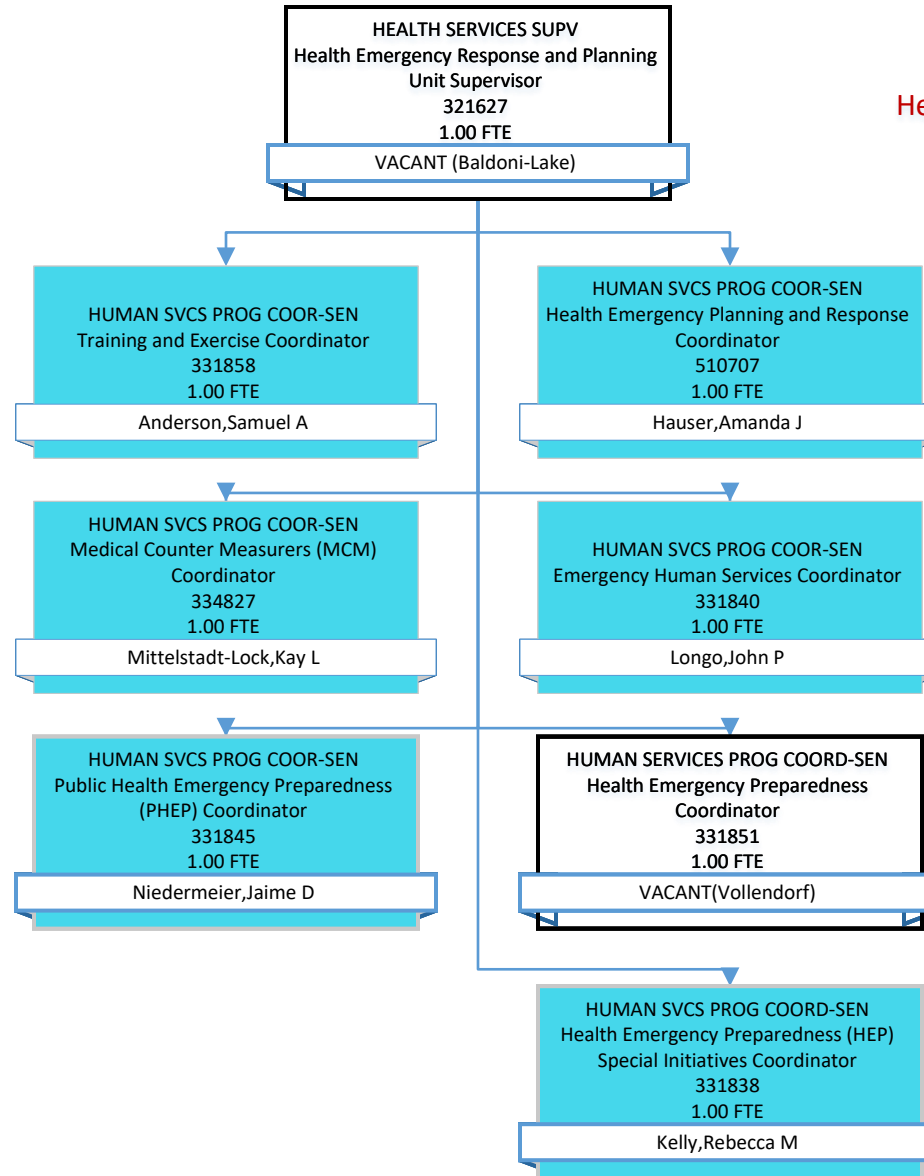 HEALTH SERVICES SUPV
Health Emergency Response and Planning
Unit Supervisor
321627
1.00 FTE
VACANT (Baldoni-Lake)
He
HUMAN SVCS PROG COOR-SEN
Training and Exercise Coordinator
331858
1.00 FTE
Anderson,Samuel A
HUMAN SVCS PROG COOR-SEN
Health Emergency Planning and Response
Coordinator
510707
1.00 FTE
Hauser,Amanda J
HUMAN SVCS PROG COOR-SEN
Medical Counter Measurers (MCM)
Coordinator
334827
1.00 FTE
Mittelstadt-Lock,Kay L
HUMAN SVCS PROG COOR-SEN
Emergency Human Services Coordinator
331840
1.00 FTE
Longo,John P
HUMAN SVCS PROG COOR-SEN
Public Health Emergency Preparedness
(PHEP) Coordinator
331845
1.00 FTE
Niedermeier,Jaime D
HUMAN SERVICES PROG COORD-SEN
Health Emergency Preparedness
Coordinator
331851
1.00 FTE
VACANT(Vollendorf)
HUMAN SVCS PROG COORD-SEN
Health Emergency Preparedness (HEP)
Special Initiatives Coordinator
331838
1.00 FTE
Kelly,Rebecca M